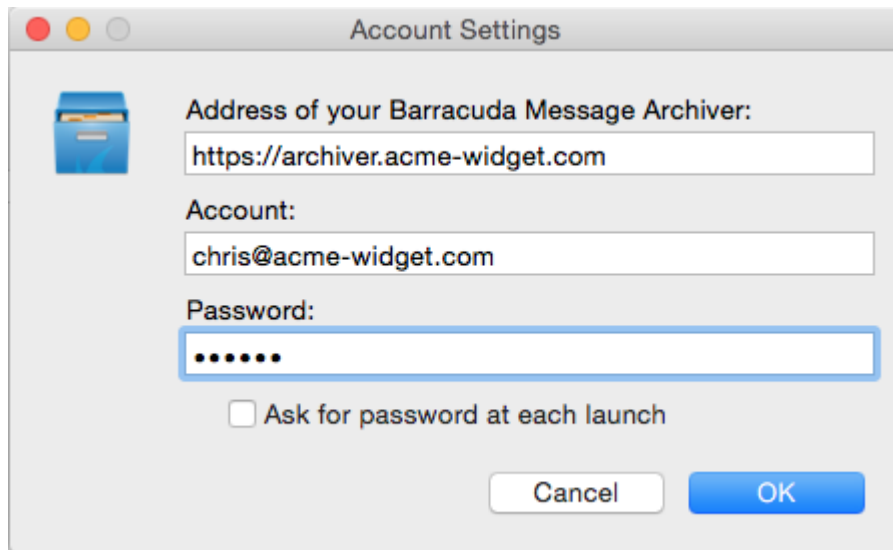 Account Settings
Address of your Barracuda Message Archiver:
https://archiver.acme-widget.com
Account:
chris@acme-widget.com
Password:
••••••
Ask for password at each launch
Cancel
OK